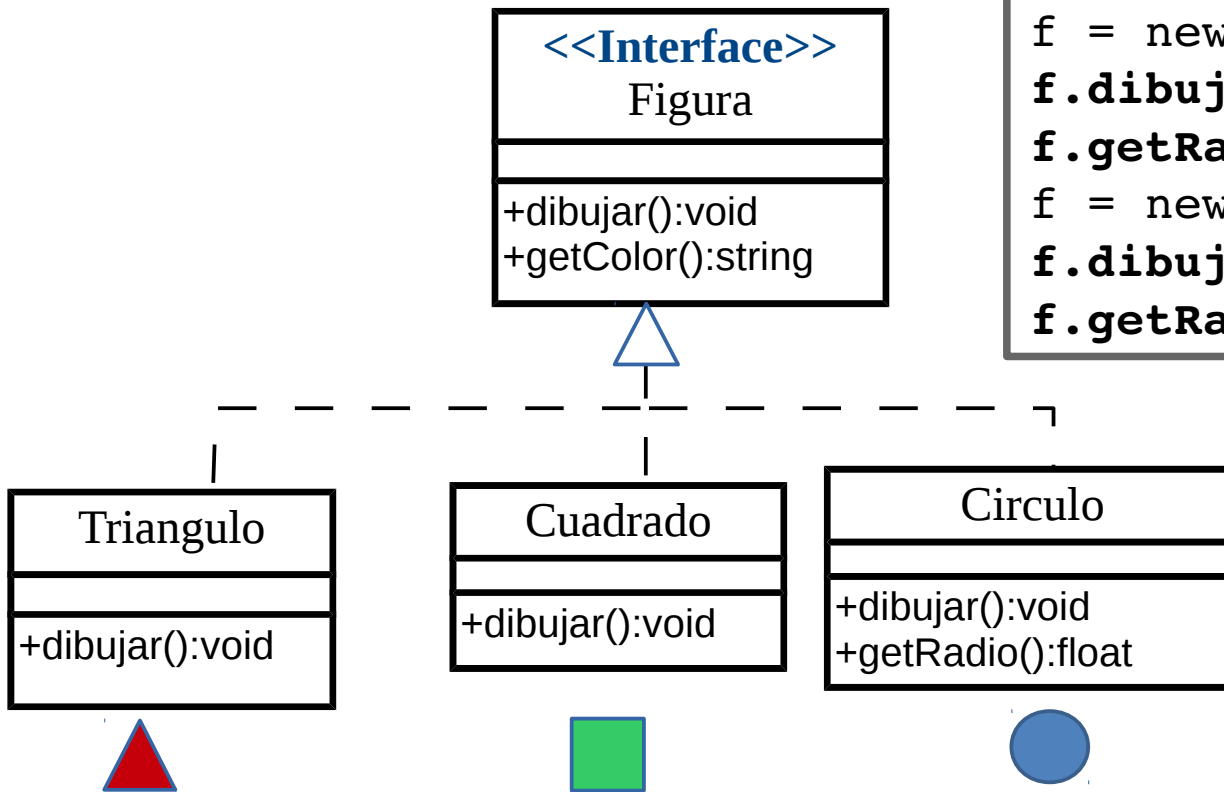 <<Interface>>
Figura
+dibujar():void
+getColor():string
f = new
f.dibuj
f.getRa
f = new
f.dibuj
f.getRa
Triangulo
+dibujar():void
Cuadrado
+dibujar():void
Circulo
+dibujar():void
+getRadio():float